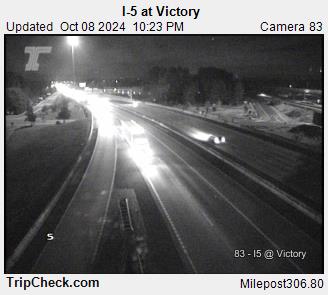 I-5 at Victory
Updated Oct 08 2024 10:23 PM Camera 83
T
S
83 - I5 @ Victory
TripCheck.com Milepost306.80